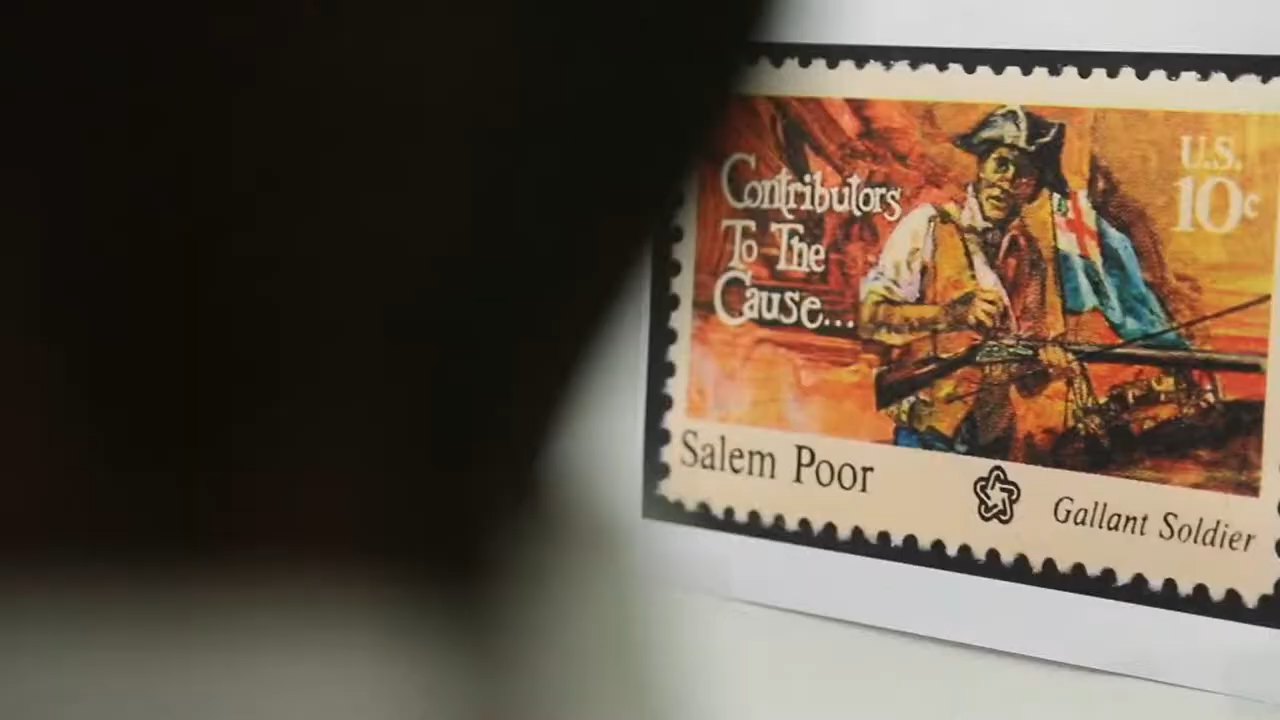 Contributors
To The
Cause...
U.S.
10c
Salem Poor
Gallant Soldier